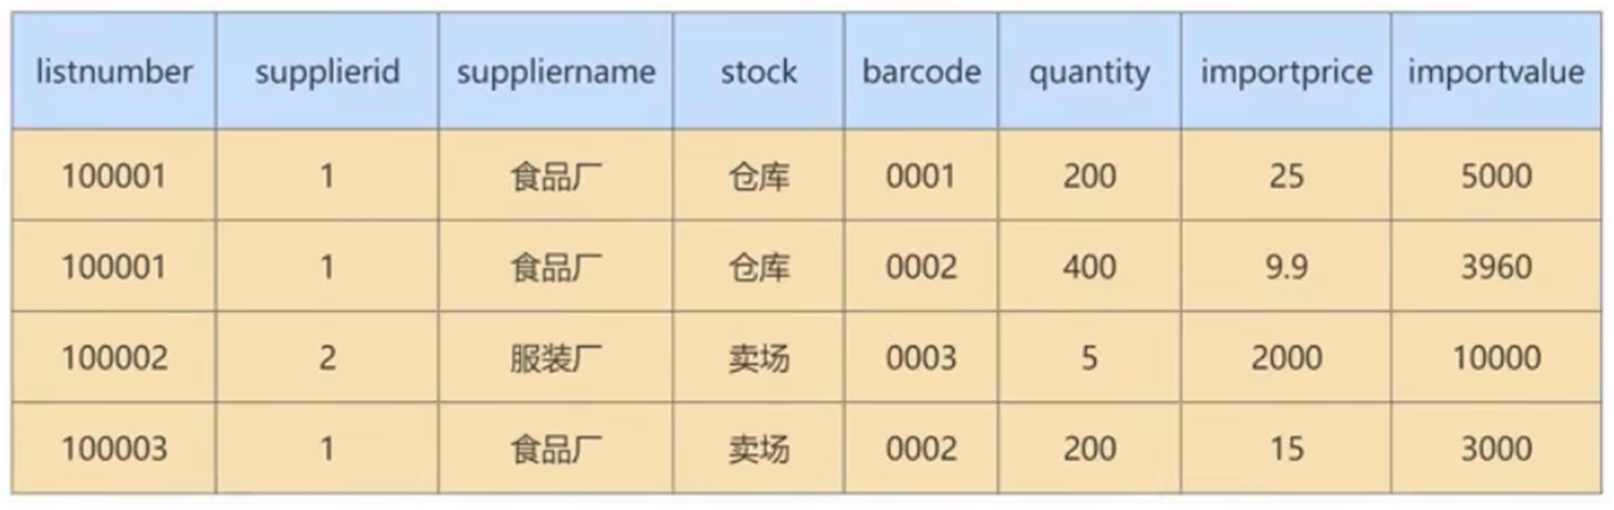 listnumber supplierid suppliername stock barcode quantity importprice importvalue
100001 1 食品厂 仓库 0001 200 25 5000
100001 1 食品厂 仓库 0002 400 9.9 3960
100002 2 服装厂 卖场 0003 5 2000 10000
100003 1 食品厂 卖场 0002 200 15 3000